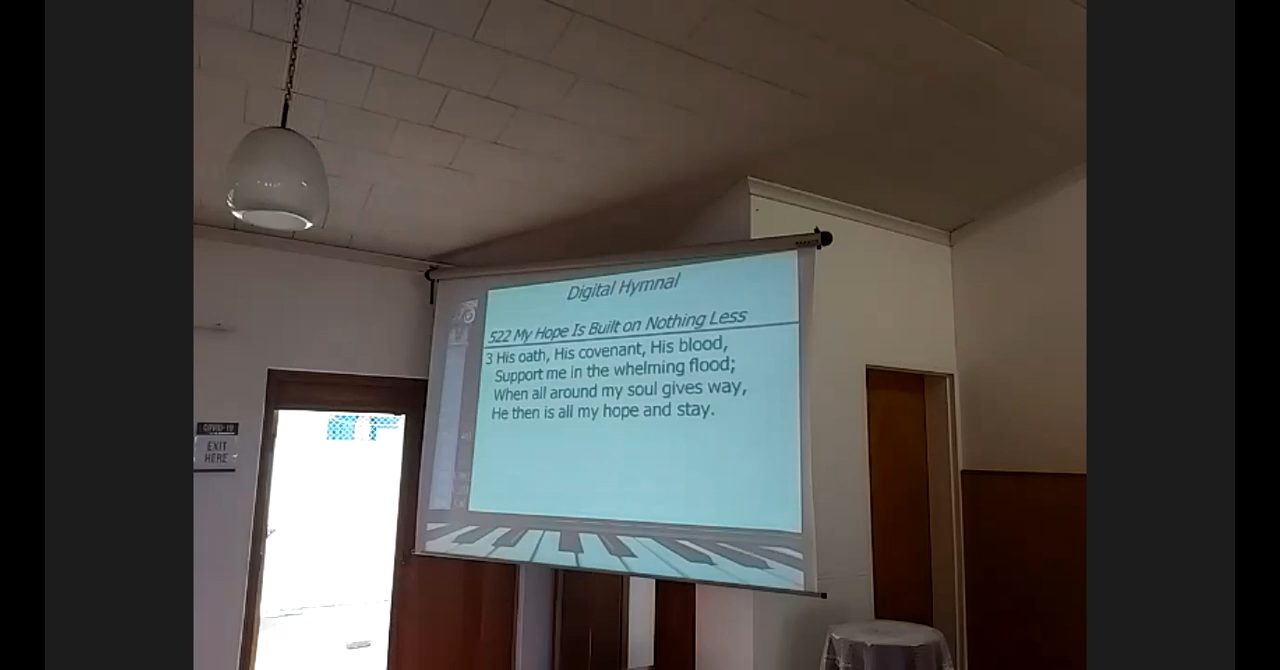 Digital Hymnal
522 My Hope Is Built on Nothing Less
3 His oath, His covenant, His blood,
Support me in the whelming flood;
When all around my soul gives way,
He then is all my hope and stay.
COVID-19
EXIT
HERE